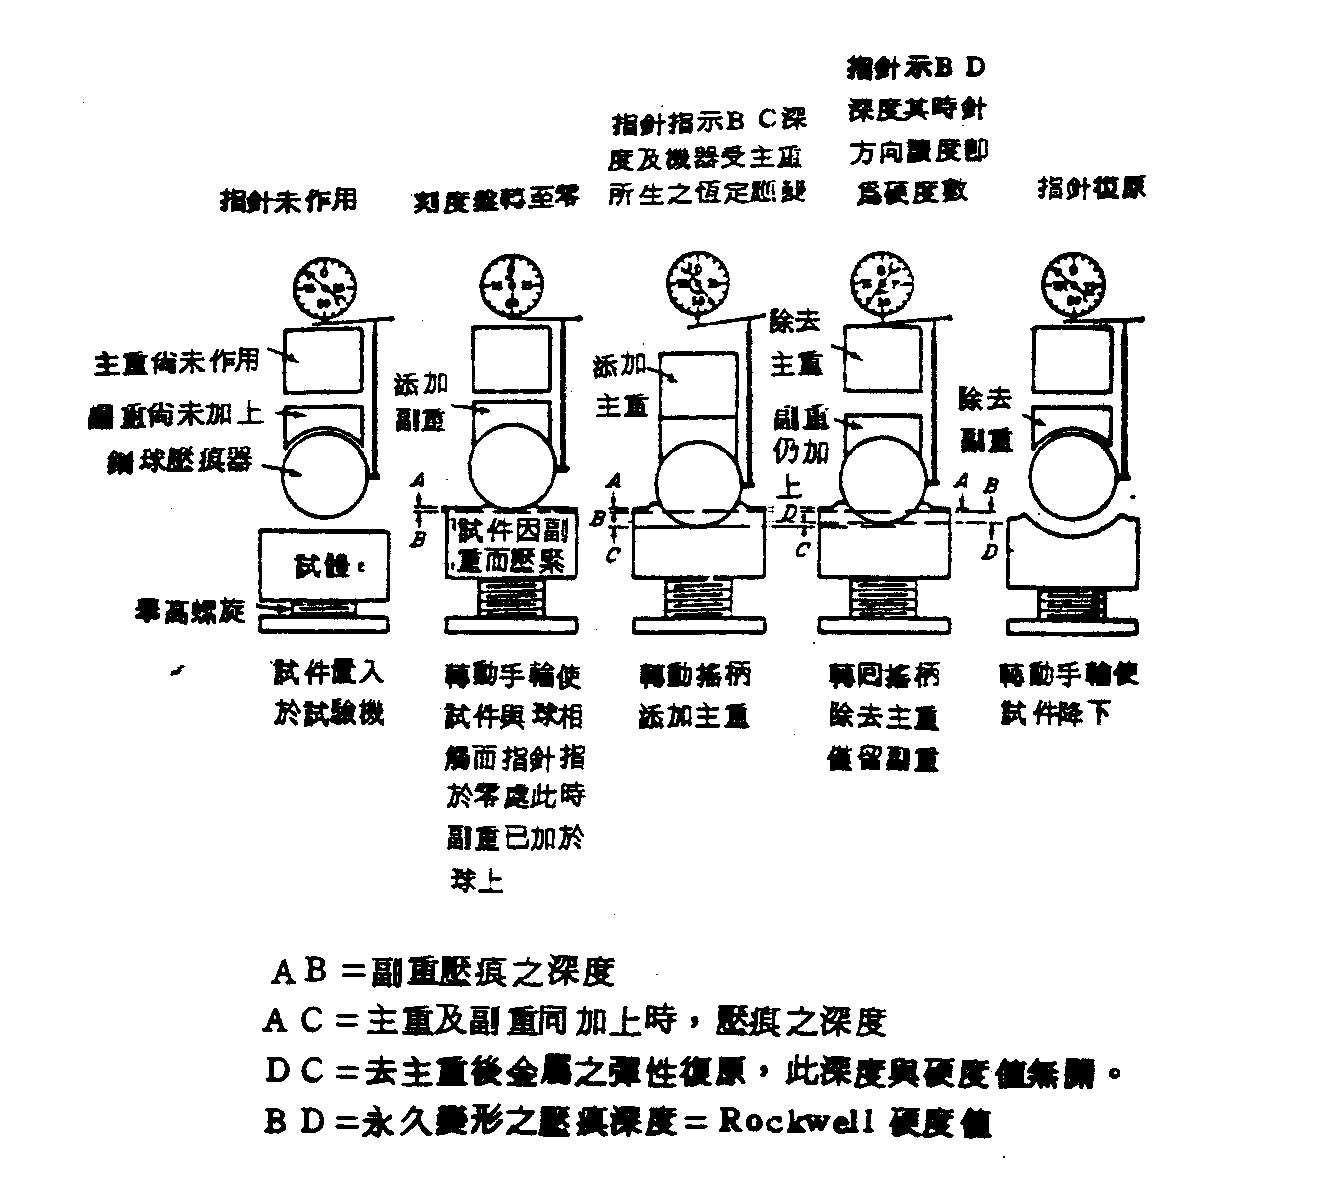 指針未作用
刻度盤轉至零
指針指示B C深
度及機器受主重
所生之恆定應變
指針示B D
深度其時針
方向讀度即
為硬度數
指針復原
主重尚未作用
副重尚未加上
鋼球壓痕器
試體
舉高螺旋
試件置入
於試驗機
添加
副重
A
B
試件因副
重而壓緊
轉動手輪使
試件與球相
觸而指針指
於零處此時
副重已加於
球上
添加
主重
A
B
C
轉動搖柄
添加主重
除去
主重
副重
仍加
上
D
C
A
轉回搖柄
除去主重
僅留副重
除去
副重
B
D
轉動手輪使
試件降下
A B＝副重壓痕之深度
A C＝主重及副重同加上時，壓痕之深度
D C＝去主重後金屬之彈性復原，此深度與硬度值無關。
B D＝永久變形之壓痕深度＝Rockwell 硬度值